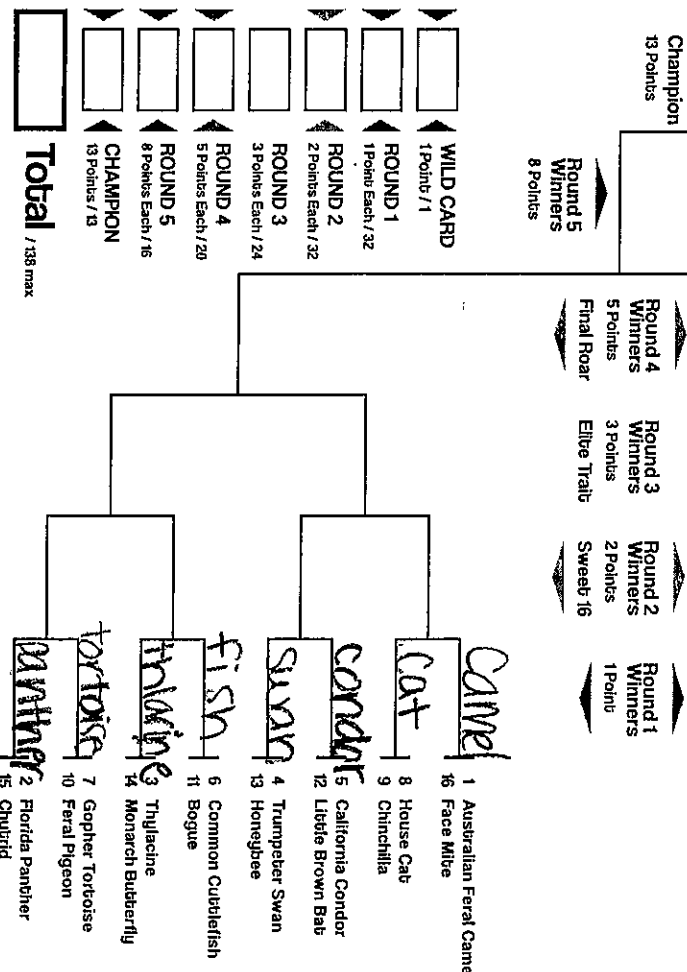 Champion
13 Points
Round 5
Winners
8 Points
Round 4
Winners
5 Points
Final Roar
Round 3
Winners
3 Points
Elite Trait
Round 2
Winners
2 Points
Sweet 16
Round 1
Winners
1 Point
WILD CARD
1 Point / 1
ROUND 1
1 Point Each / 32
ROUND 2
2 Points Each / 32
ROUND 3
3 Points Each / 24
ROUND 4
5 Points Each / 20
ROUND 5
8 Points Each / 16
CHAMPION
13 Points / 13
Total / 138 max
Camel
1 Australian Feral Came
16 Face Mite
cat
8 House Cat
9 Chinchilla
condor
5 California Condor
12 Little Brown Bat
swan
4 Trumpeter Swan
13 Honeybee
fish
6 Common Cuttlefish
11 Bogue
thlacine
3 Thylacine
14 Monarch Butterfly
tortoise
7 Gopher Tortoise
10 Feral Pigeon
panther
2 Florida Panther
15 Chytrid